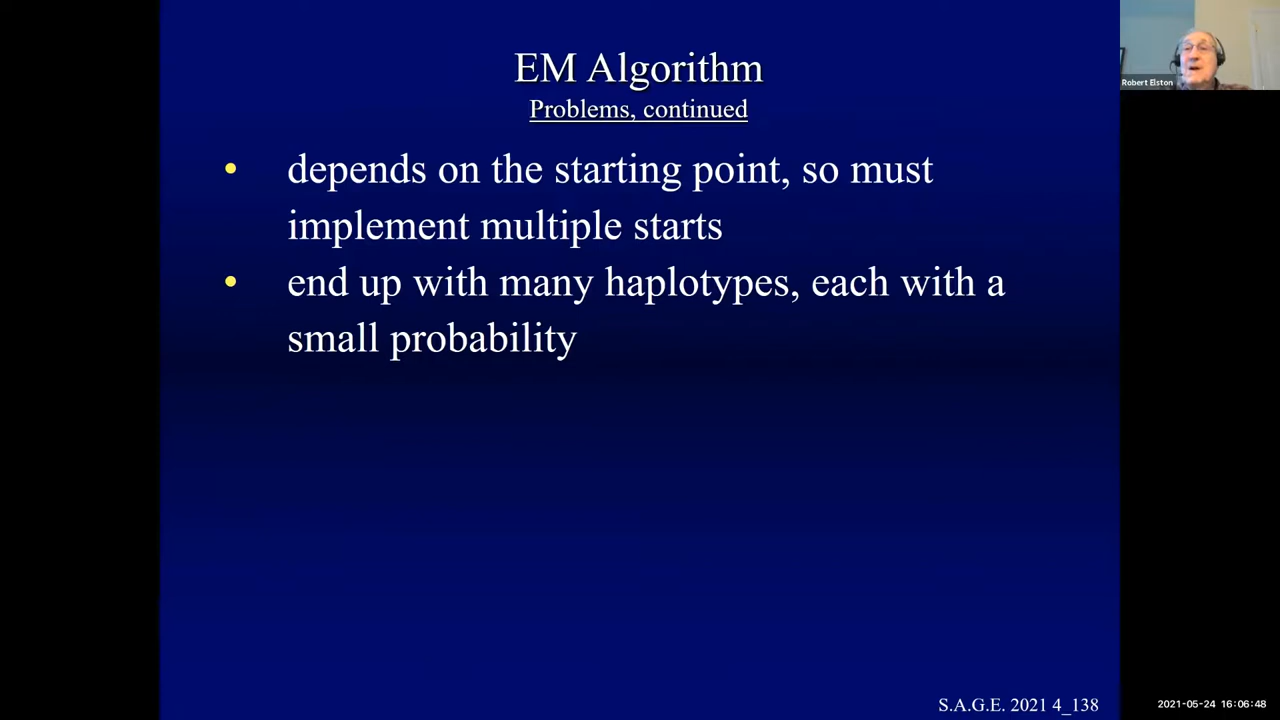 EM Algorithm
Problems, continued
• depends on the starting point, so must
implement multiple starts
• end up with many haplotypes, each with a
small probability
S.A.G.E. 2021 4_138
Robert Elston
2021-05-24 16:06:48